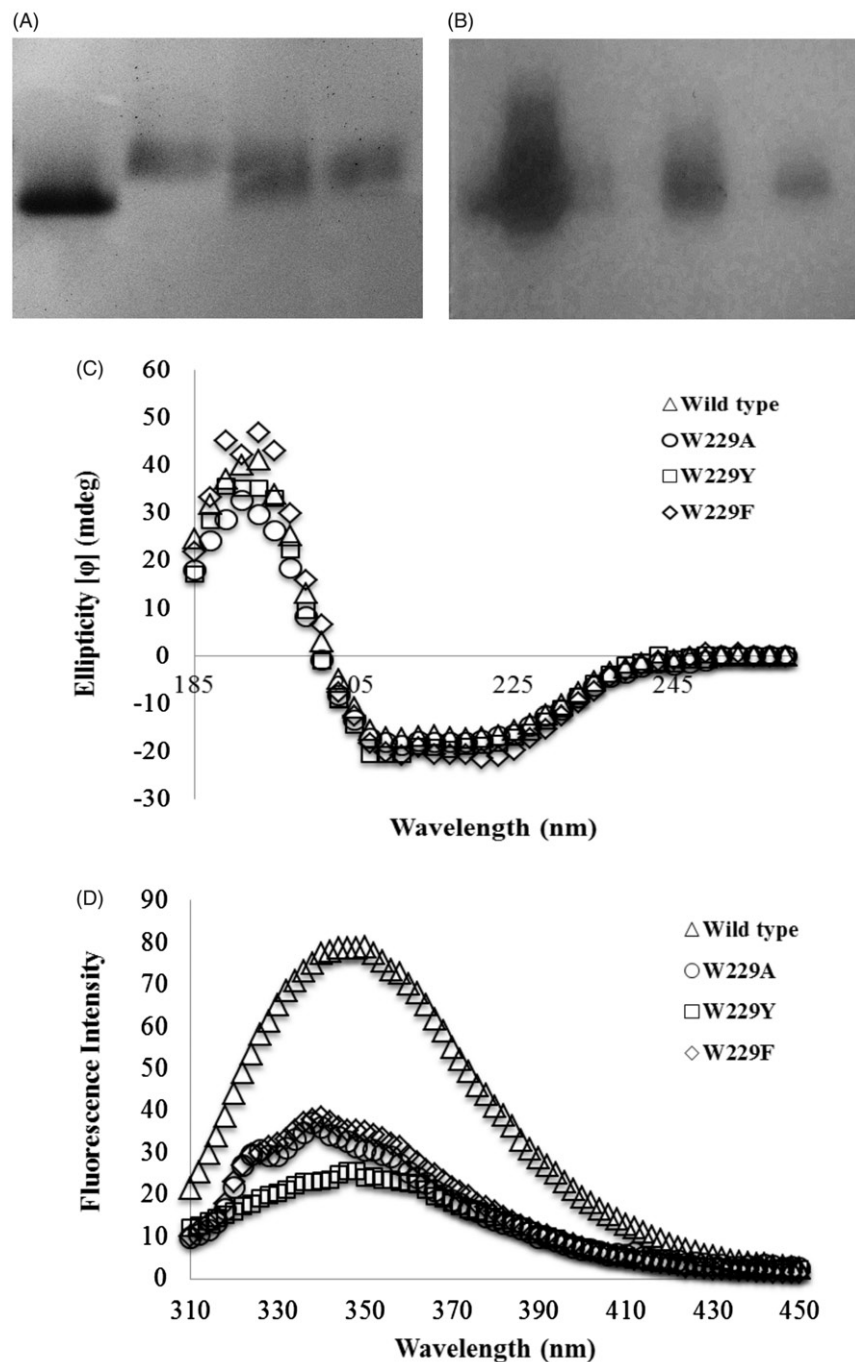 (A)
(B)
(C)
60
50
40
30
20
10
0
-10
-20
-30
185
205
225
245
Ellipticity [φ] (mdeg)
Wavelength (nm)
Wild type
W229A
W229Y
W229F
(D)
90
80
70
60
50
40
30
20
10
0
310
330
350
370
390
410
430
450
Fluorescence Intensity
Wavelength (nm)
Wild type
W229A
W229Y
W229F